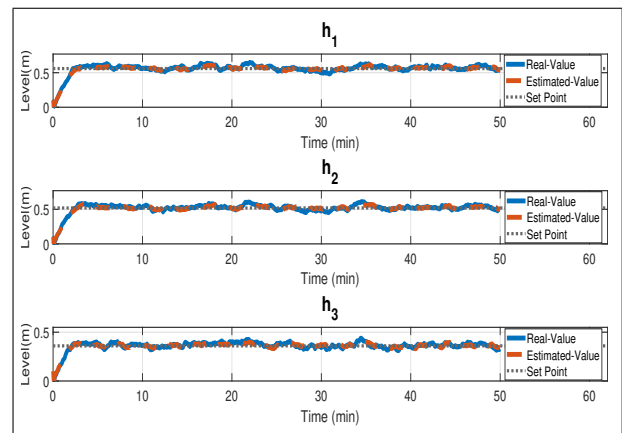 h1
Level(m)
0.5
0
Real-Value
Estimated-Value
Set Point
0 10 20 30 40 50 60
Time (min)
h2
Level(m)
0.5
0
Real-Value
Estimated-Value
Set Point
0 10 20 30 40 50 60
Time (min)
h3
Level(m)
0.5
0
Real-Value
Estimated-Value
Set Point
0 10 20 30 40 50 60
Time (min)